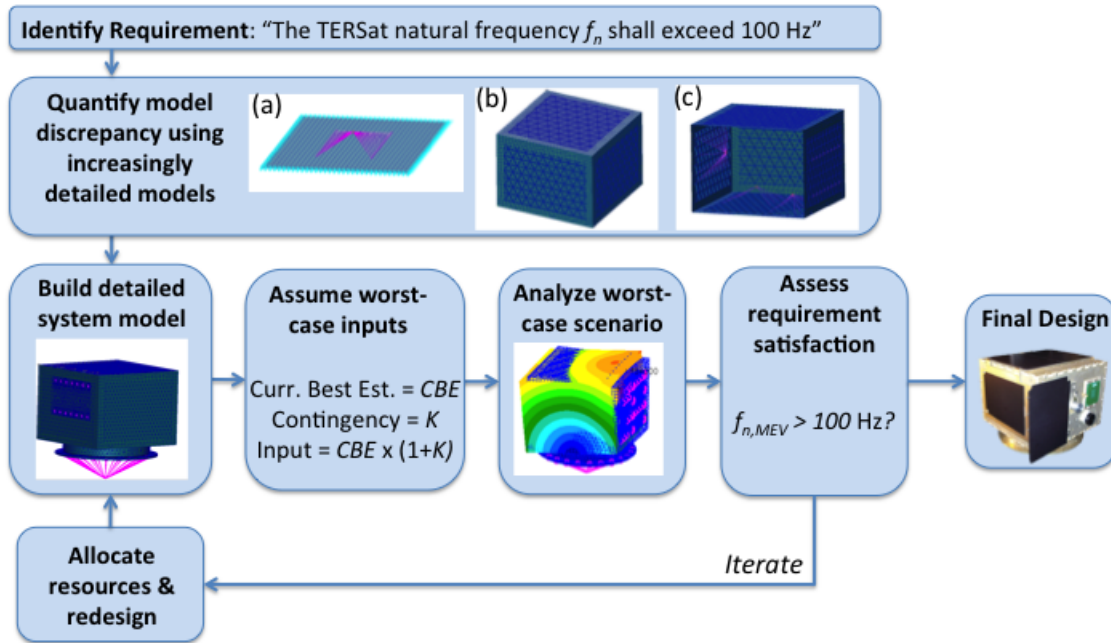 Identify Requirement: “The TERSat natural frequency fn shall exceed 100 Hz”
Quantify model
discrepancy using
increasingly
detailed models
(a)
(b)
(c)
Build detailed
system model
Assume worst-
case inputs
Curr. Best Est. = CBE
Contingency = K
Input = CBE x (1+K)
Analyze worst-
case scenario
Assess
requirement
satisfaction
fn,MEV > 100 Hz?
Final Design
Iterate
Allocate
resources &
redesign